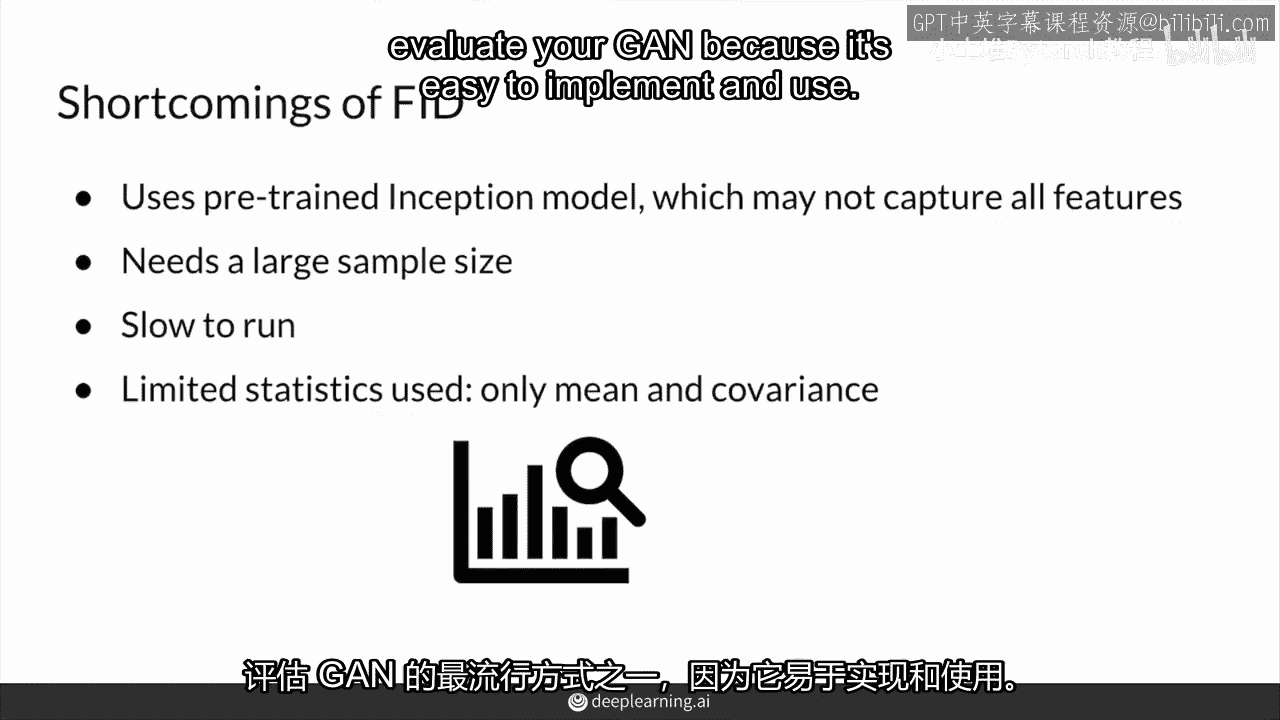 GPT中英字幕课程资源@bilibili.com
evaluate your GAN because it's
easy to implement and use.
Shortcomings of FID
Uses pre-trained Inception model, which may not capture all features
Needs a large sample size
Slow to run
Limited statistics used: only mean and covariance
评估 GAN 的最流行方式之一，因为它易于实现和使用。
deeplearning.ai